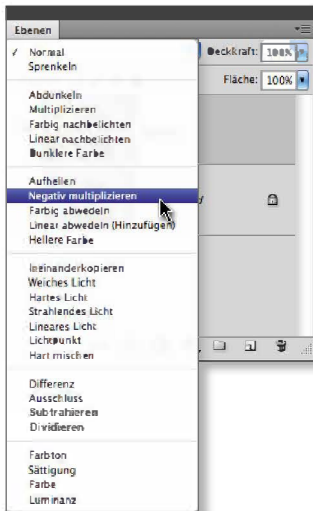 Ebenen
Normal
Deckkraft: 100%
Sprenkeln
Fläche: 100%
Abdunkeln
Multiplizieren
Farbig nachbelichten
Linear nachbelichten
Dunklere Farbe
Aufhellen
Negativ multiplizieren
Farbig abwedeln
Linear abwedeln (Hinzufügen)
Hellere Farbe
Ineinanderkopieren
Weiches Licht
Hartes Licht
Strahlendes Licht
Lineares Licht
Lichtpunkt
Hart mischen
Differenz
Ausschluss
Subtrahieren
Dividieren
Farbton
Sättigung
Farbe
Luminanz